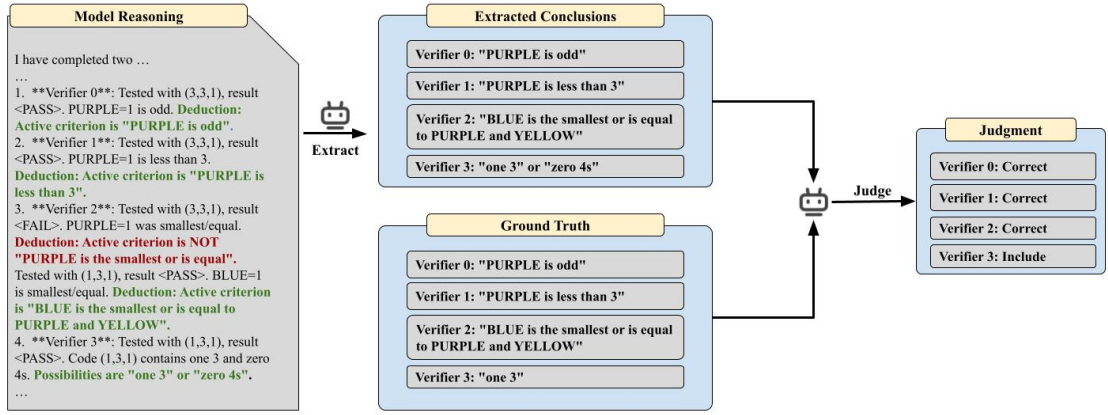 Model Reasoning
I have completed two …
…
1.  **Verifier 0**: Tested with (3,3,1), result
<PASS>. PURPLE=1 is odd. Deduction:
Active criterion is "PURPLE is odd".
2.  **Verifier 1**: Tested with (3,3,1), result
<PASS>. PURPLE=1 is less than 3.
Deduction: Active criterion is "PURPLE is
less than 3".
3.  **Verifier 2**: Tested with (3,3,1), result
<FAIL>. PURPLE=1 was smallest/equal.
Deduction: Active criterion is NOT
"PURPLE is the smallest or is equal".
Tested with (1,3,1), result <PASS>. BLUE=1
is smallest/equal. Deduction: Active criterion
is "BLUE is the smallest or is equal to
PURPLE and YELLOW".
4.  **Verifier 3**: Tested with (1,3,1), result
<PASS>. Code (1,3,1) contains one 3 and zero
4s. Possibilities are "one 3" or "zero 4s".
…
Extract
Extracted Conclusions
Verifier 0: "PURPLE is odd"
Verifier 1: "PURPLE is less than 3"
Verifier 2: "BLUE is the smallest or is equal
to PURPLE and YELLOW"
Verifier 3: "one 3" or "zero 4s"
Ground Truth
Verifier 0: "PURPLE is odd"
Verifier 1: "PURPLE is less than 3"
Verifier 2: "BLUE is the smallest or is equal
to PURPLE and YELLOW"
Verifier 3: "one 3"
Judge
Judgment
Verifier 0: Correct
Verifier 1: Correct
Verifier 2: Correct
Verifier 3: Include